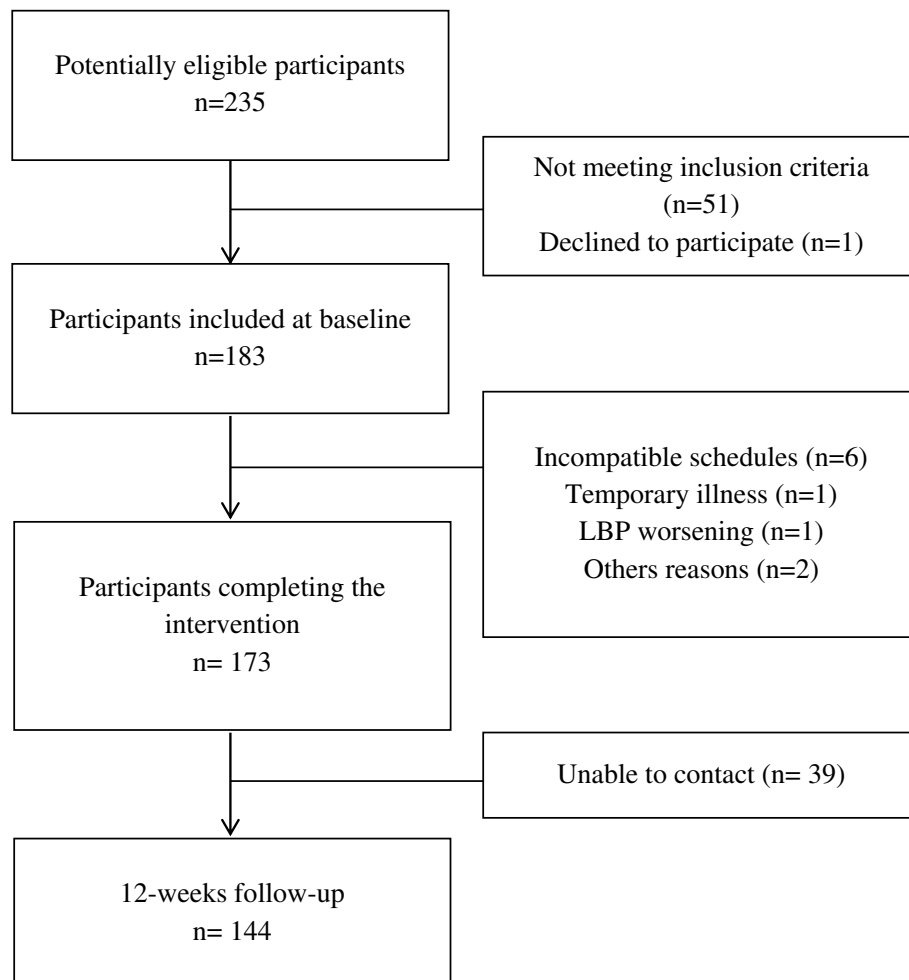 Potentially eligible participants
n=235
Not meeting inclusion criteria
(n=51)
Declined to participate (n=1)
Participants included at baseline
n=183
Incompatible schedules (n=6)
Temporary illness (n=1)
LBP worsening (n=1)
Others reasons (n=2)
Participants completing the
intervention
n= 173
Unable to contact (n= 39)
12-weeks follow-up
n= 144